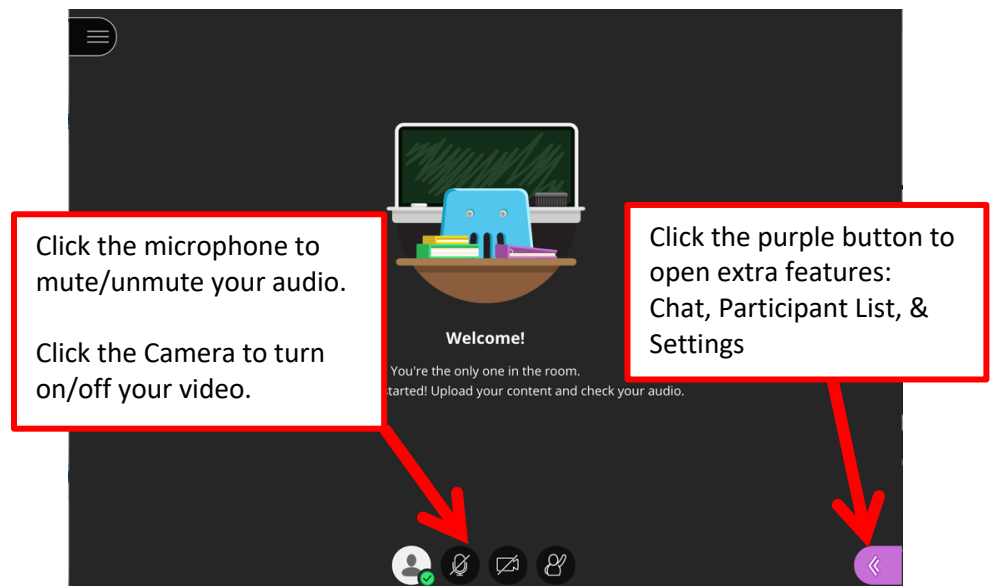 Click the microphone to
mute/unmute your audio.
Click the Camera to turn
on/off your video.
Click the purple button to
open extra features:
Chat, Participant List, &
Settings
Welcome!
You're the only one in the room.
started! Upload your content and check your audio.